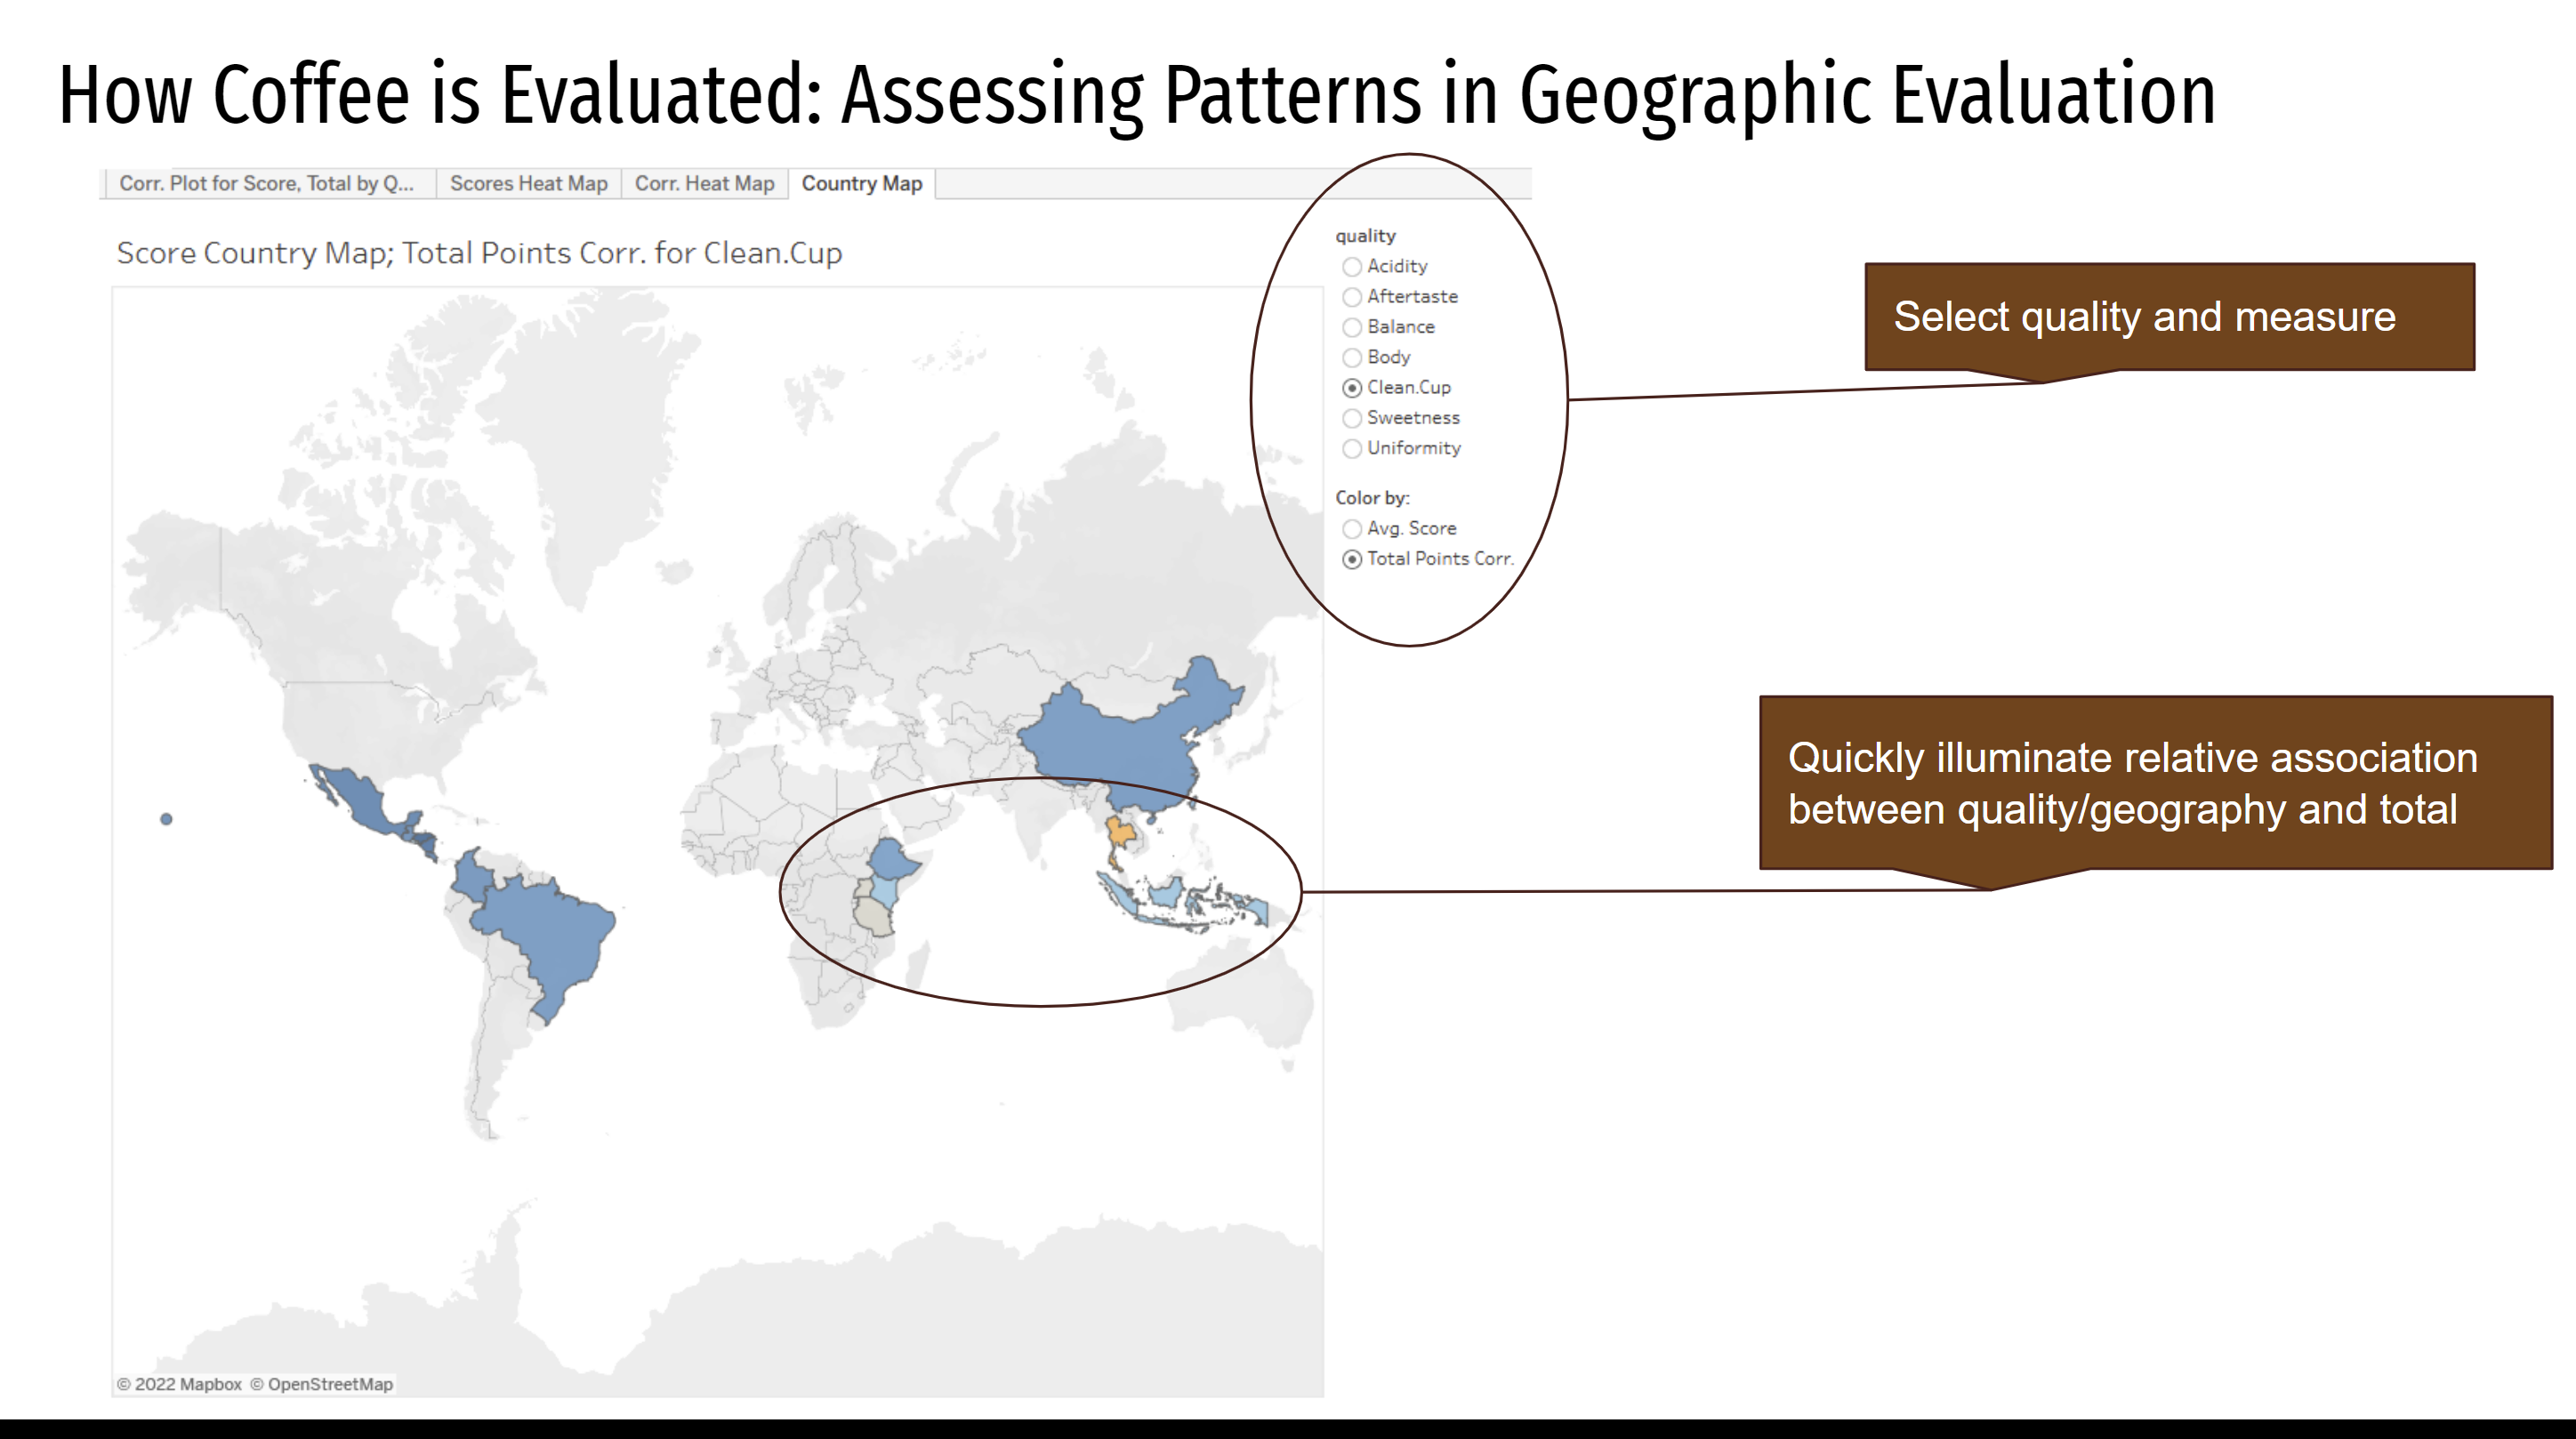 How Coffee is Evaluated: Assessing Patterns in Geographic Evaluation
Corr. Plot for Score, Total by Q...
Scores Heat Map
Corr. Heat Map
Country Map
Score Country Map; Total Points Corr. for Clean.Cup
quality
Acidity
Aftertaste
Balance
Body
Clean.Cup
Sweetness
Uniformity
Color by:
Avg. Score
Total Points Corr.
Select quality and measure
Quickly illuminate relative association
between quality/geography and total
© 2022 Mapbox © OpenStreetMap